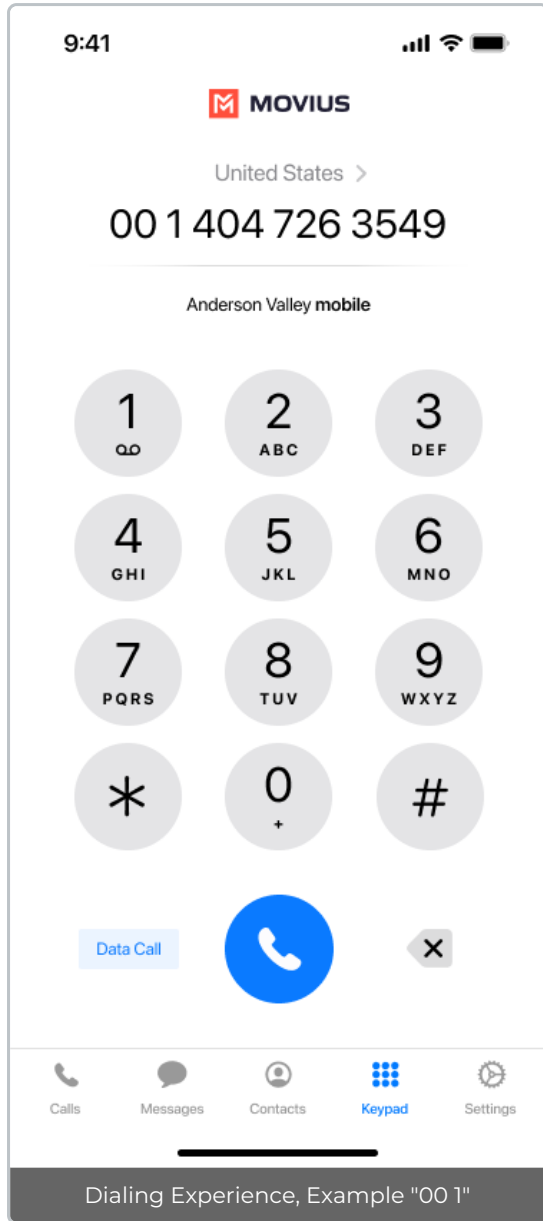 9:41
MOVIUS
United States >
00 1 404 726 3549
Anderson Valley mobile
1 2 3
ABC DEF
4 5 6
GHI JKL MNO
7 8 9
PQRS TUV WXYZ
* 0 #
+
Data Call
Calls Messages Contacts Keypad Settings
Dialing Experience, Example "00 1"